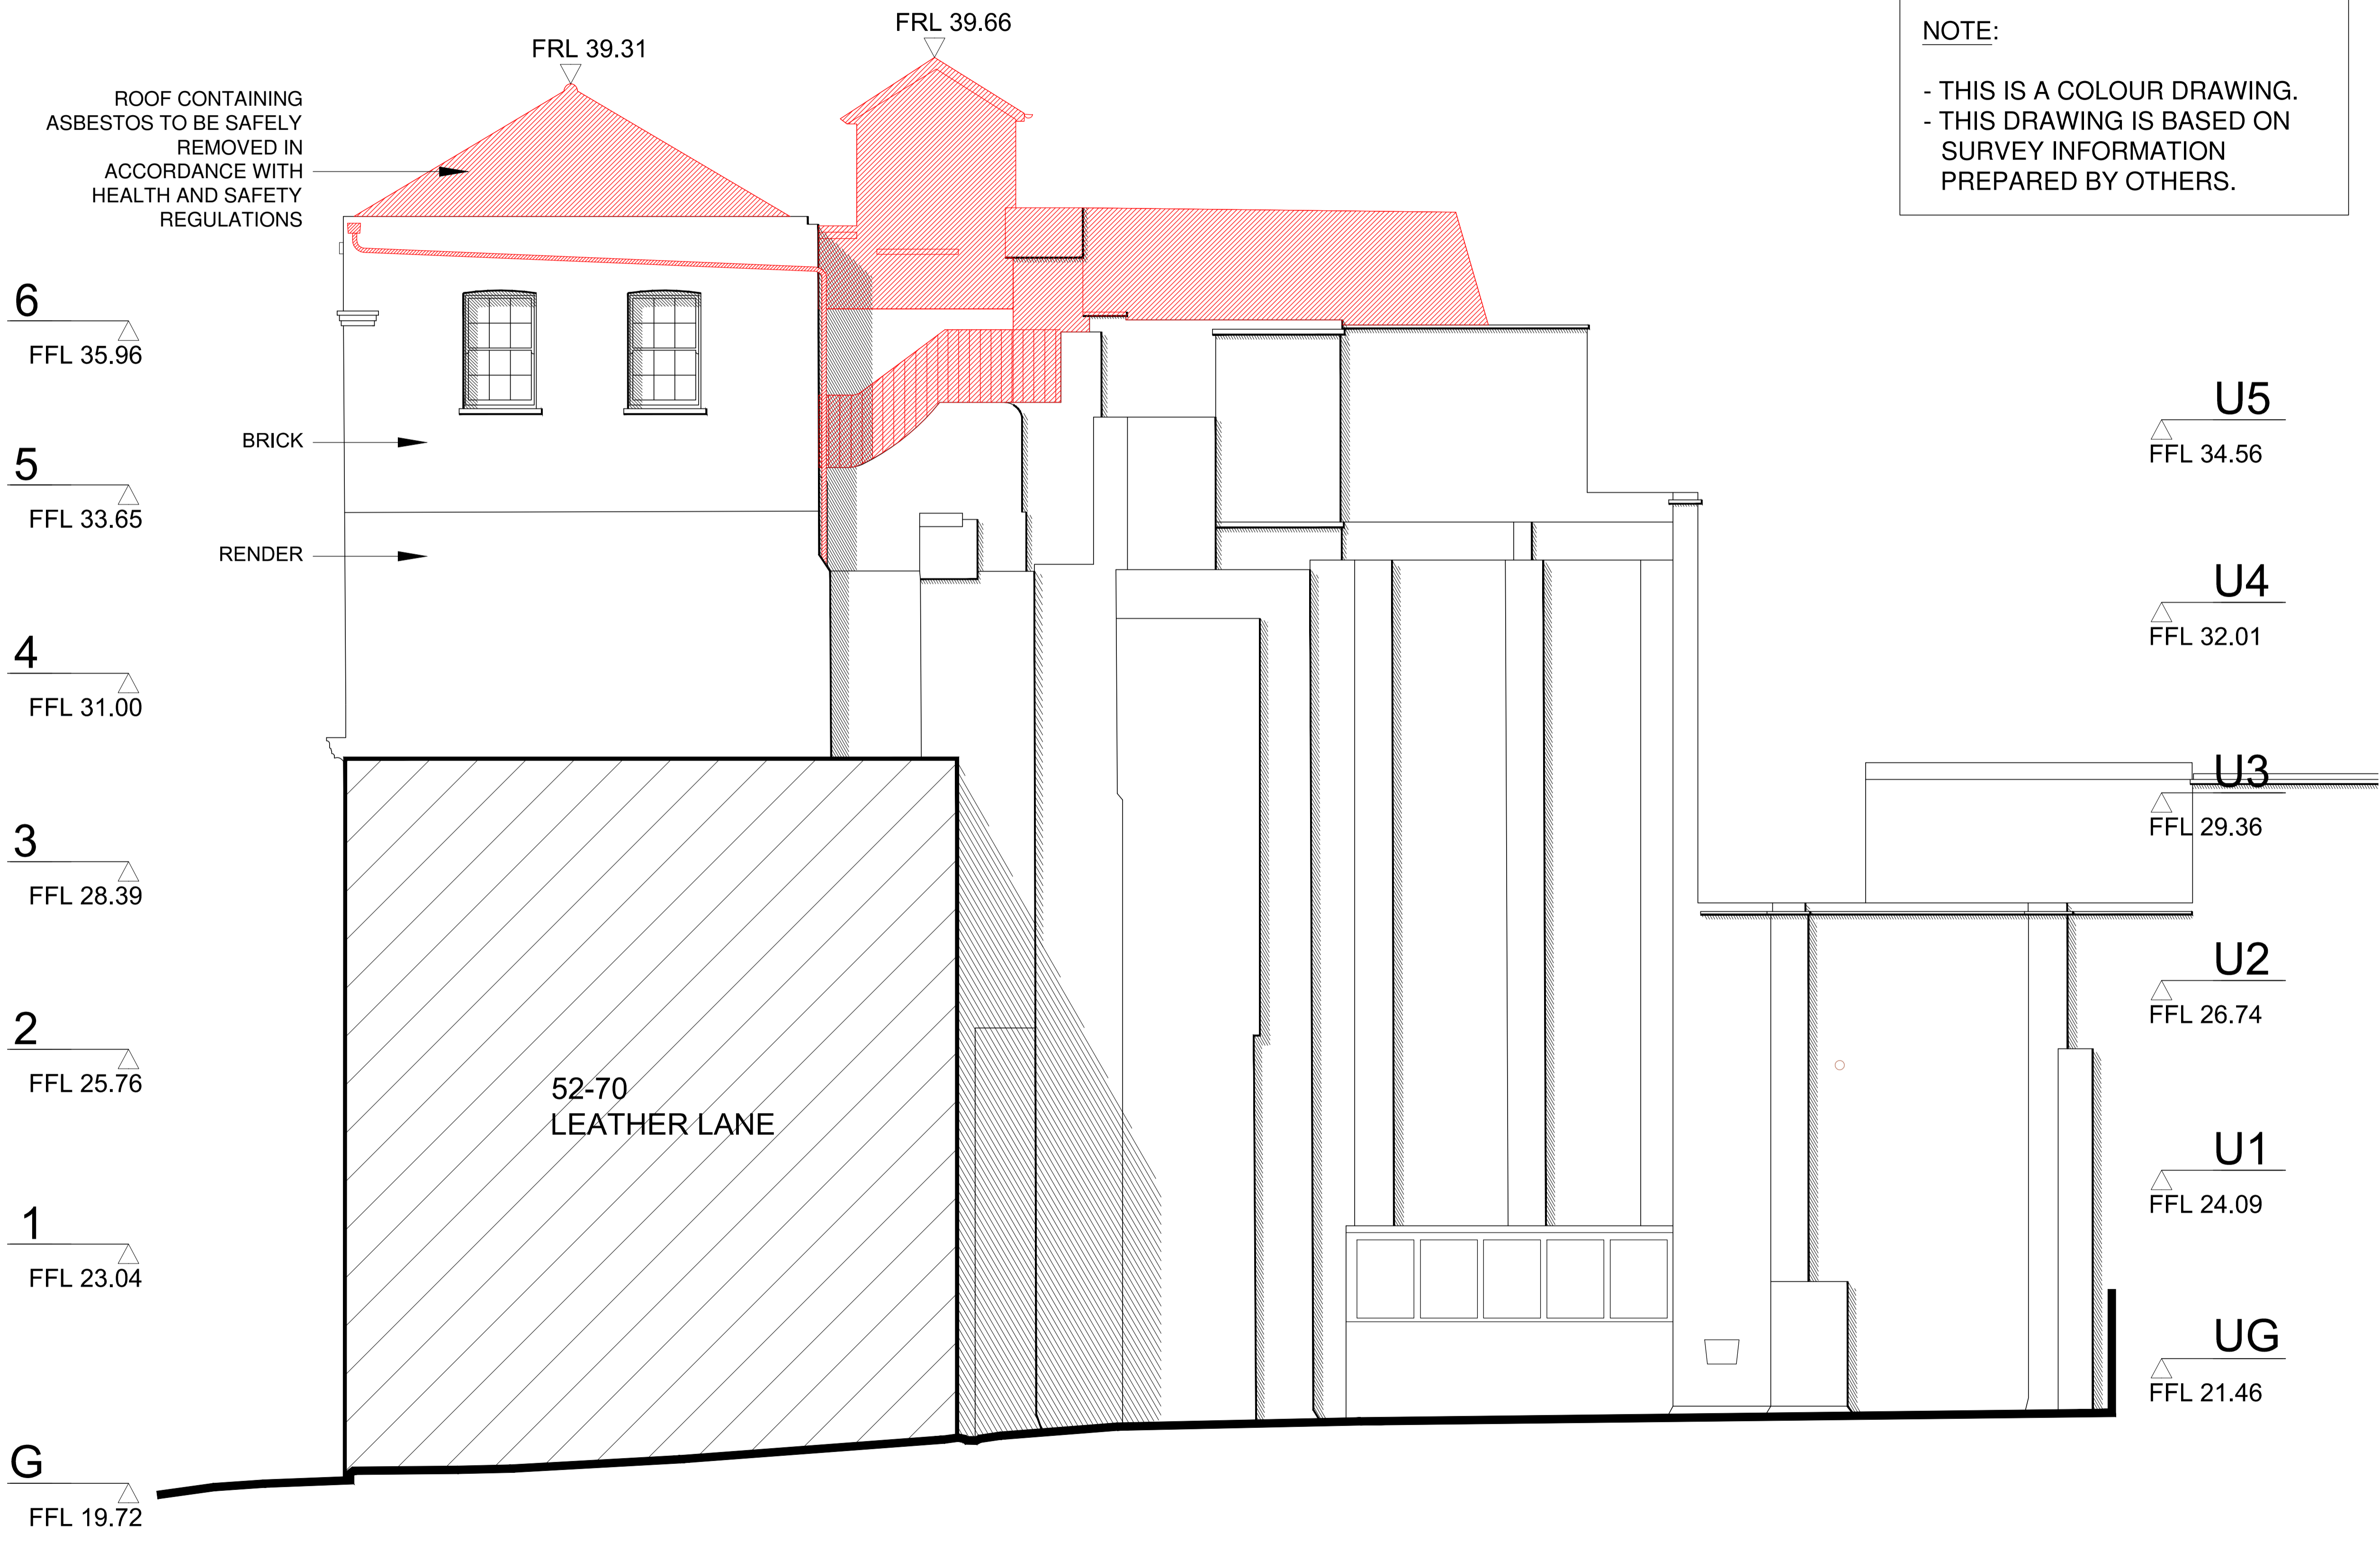 FRL 39.31
FRL 39.66
NOTE:
- THIS IS A COLOUR DRAWING.
- THIS DRAWING IS BASED ON
SURVEY INFORMATION
PREPARED BY OTHERS.
ROOF CONTAINING
ASBESTOS TO BE SAFELY
REMOVED IN
ACCORDANCE WITH
HEALTH AND SAFETY
REGULATIONS
6
FFL 35.96
BRICK
5
FFL 33.65
RENDER
4
FFL 31.00
3
FFL 28.39
2
FFL 25.76
1
FFL 23.04
G
FFL 19.72
52-70
LEATHER LANE
U5
FFL 34.56
U4
FFL 32.01
U3
FFL 29.36
U2
FFL 26.74
U1
FFL 24.09
UG
FFL 21.46